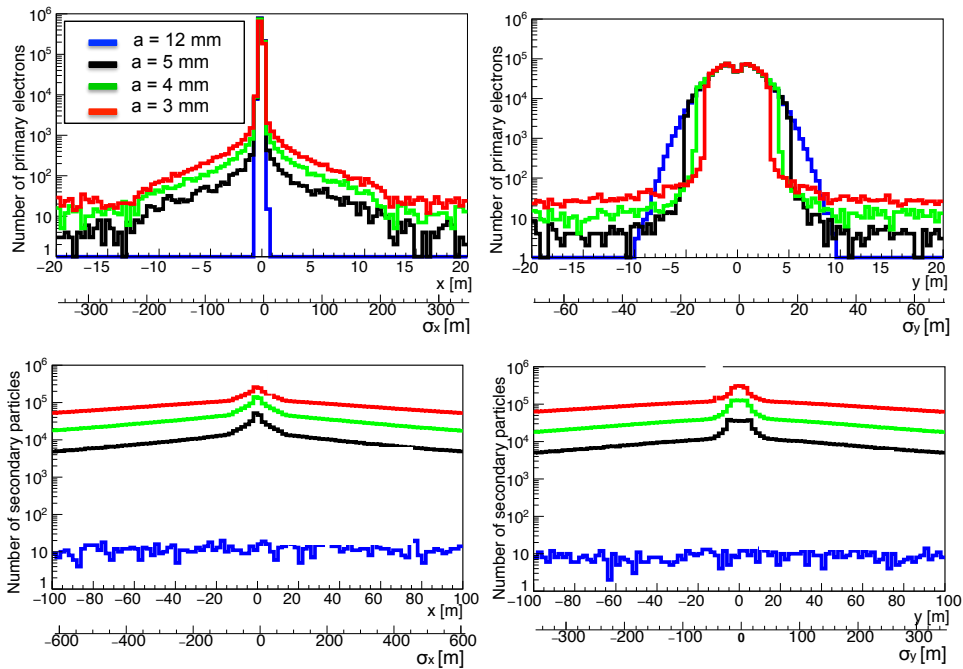 Number of primary electrons
10⁶
10⁵
10⁴
10³
10²
10
1
a = 12 mm
a = 5 mm
a = 4 mm
a = 3 mm
−20 −15 −10 −5 0 5 10 15 20
x [m]
−300 −200 −100 0 100 200 300
σx [m]
Number of primary electrons
10⁶
10⁵
10⁴
10³
10²
10
1
−20 −15 −10 −5 0 5 10 15 20
y [m]
−60 −40 −20 0 20 40 60
σy [m]
Number of secondary particles
10⁶
10⁵
10⁴
10³
10²
10
1
−100 −80 −60 −40 −20 0 20 40 60 80 100
x [m]
−600 −400 −200 0 200 400 600
σx [m]
Number of secondary particles
10⁶
10⁵
10⁴
10³
10²
10
1
−100 −80 −60 −40 −20 0 20 40 60 80 100
y [m]
−300 −200 −100 0 100 200 300
σy [m]